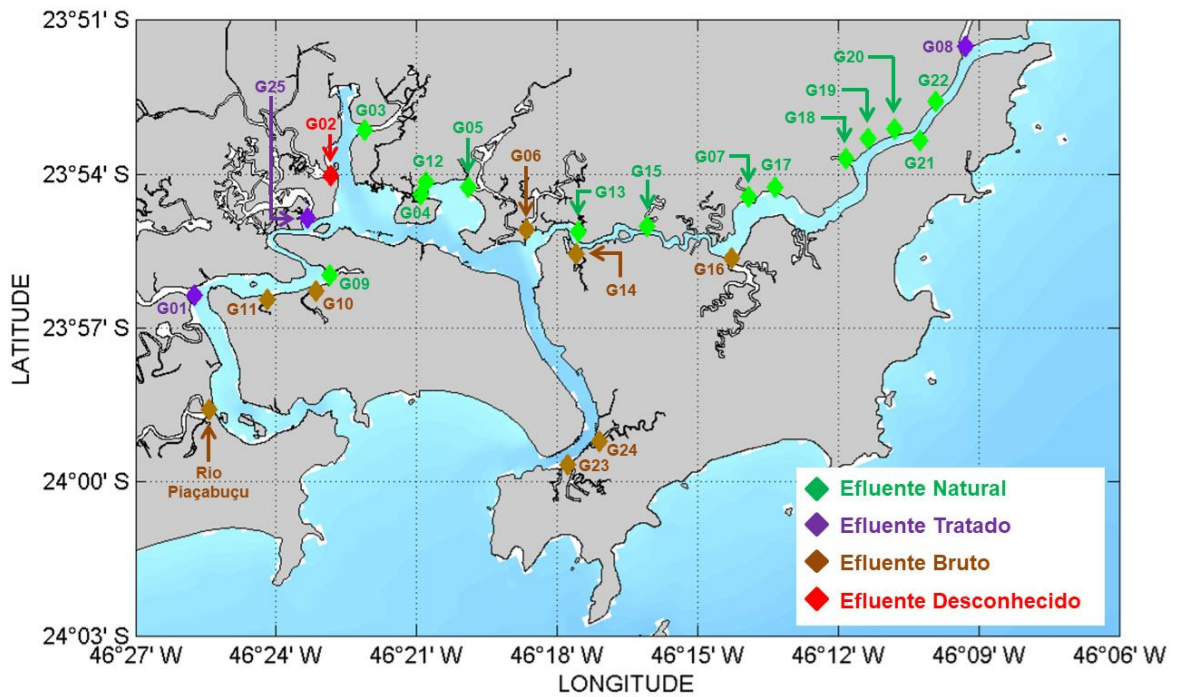 23°51' S
G08
G20
G22
G25
G19
G02
G03
G18
G05
G21
23°54' S
G12
G06
G15
G07
G17
G13
G04
G16
G14
G09
G01
G11
G10
23°57' S
LATITUDE
G24
G23
Rio
Piaçabuçu
24°00' S
Efluente Natural
Efluente Tratado
Efluente Bruto
Efluente Desconhecido
24°03' S
46°27' W
46°24' W
46°21' W
46°18' W
46°15' W
46°12' W
46°09' W
46°06' W
LONGITUDE